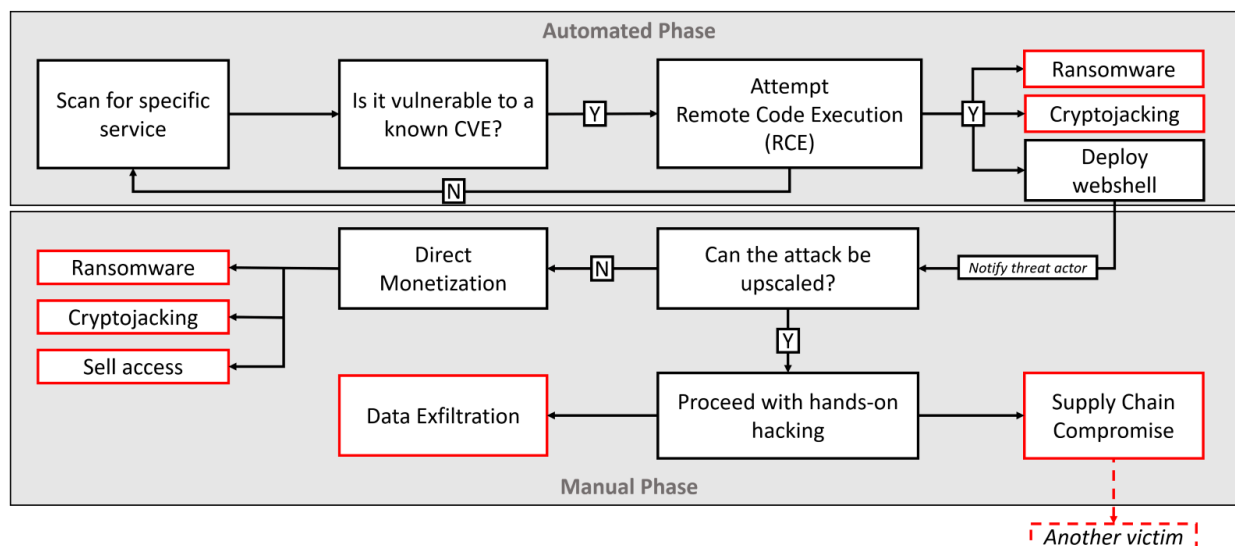 Automated Phase
Scan for specific
service
Is it vulnerable to a
known CVE?
Y
Attempt
Remote Code Execution
(RCE)
Y
Ransomware
Cryptojacking
Deploy
webshell
N
Ransomware
Cryptojacking
Sell access
Direct
Monetization
N
Can the attack be
upscaled?
Notify threat actor
Y
Data Exfiltration
Proceed with hands-on
hacking
Supply Chain
Compromise
Manual Phase
Another victim